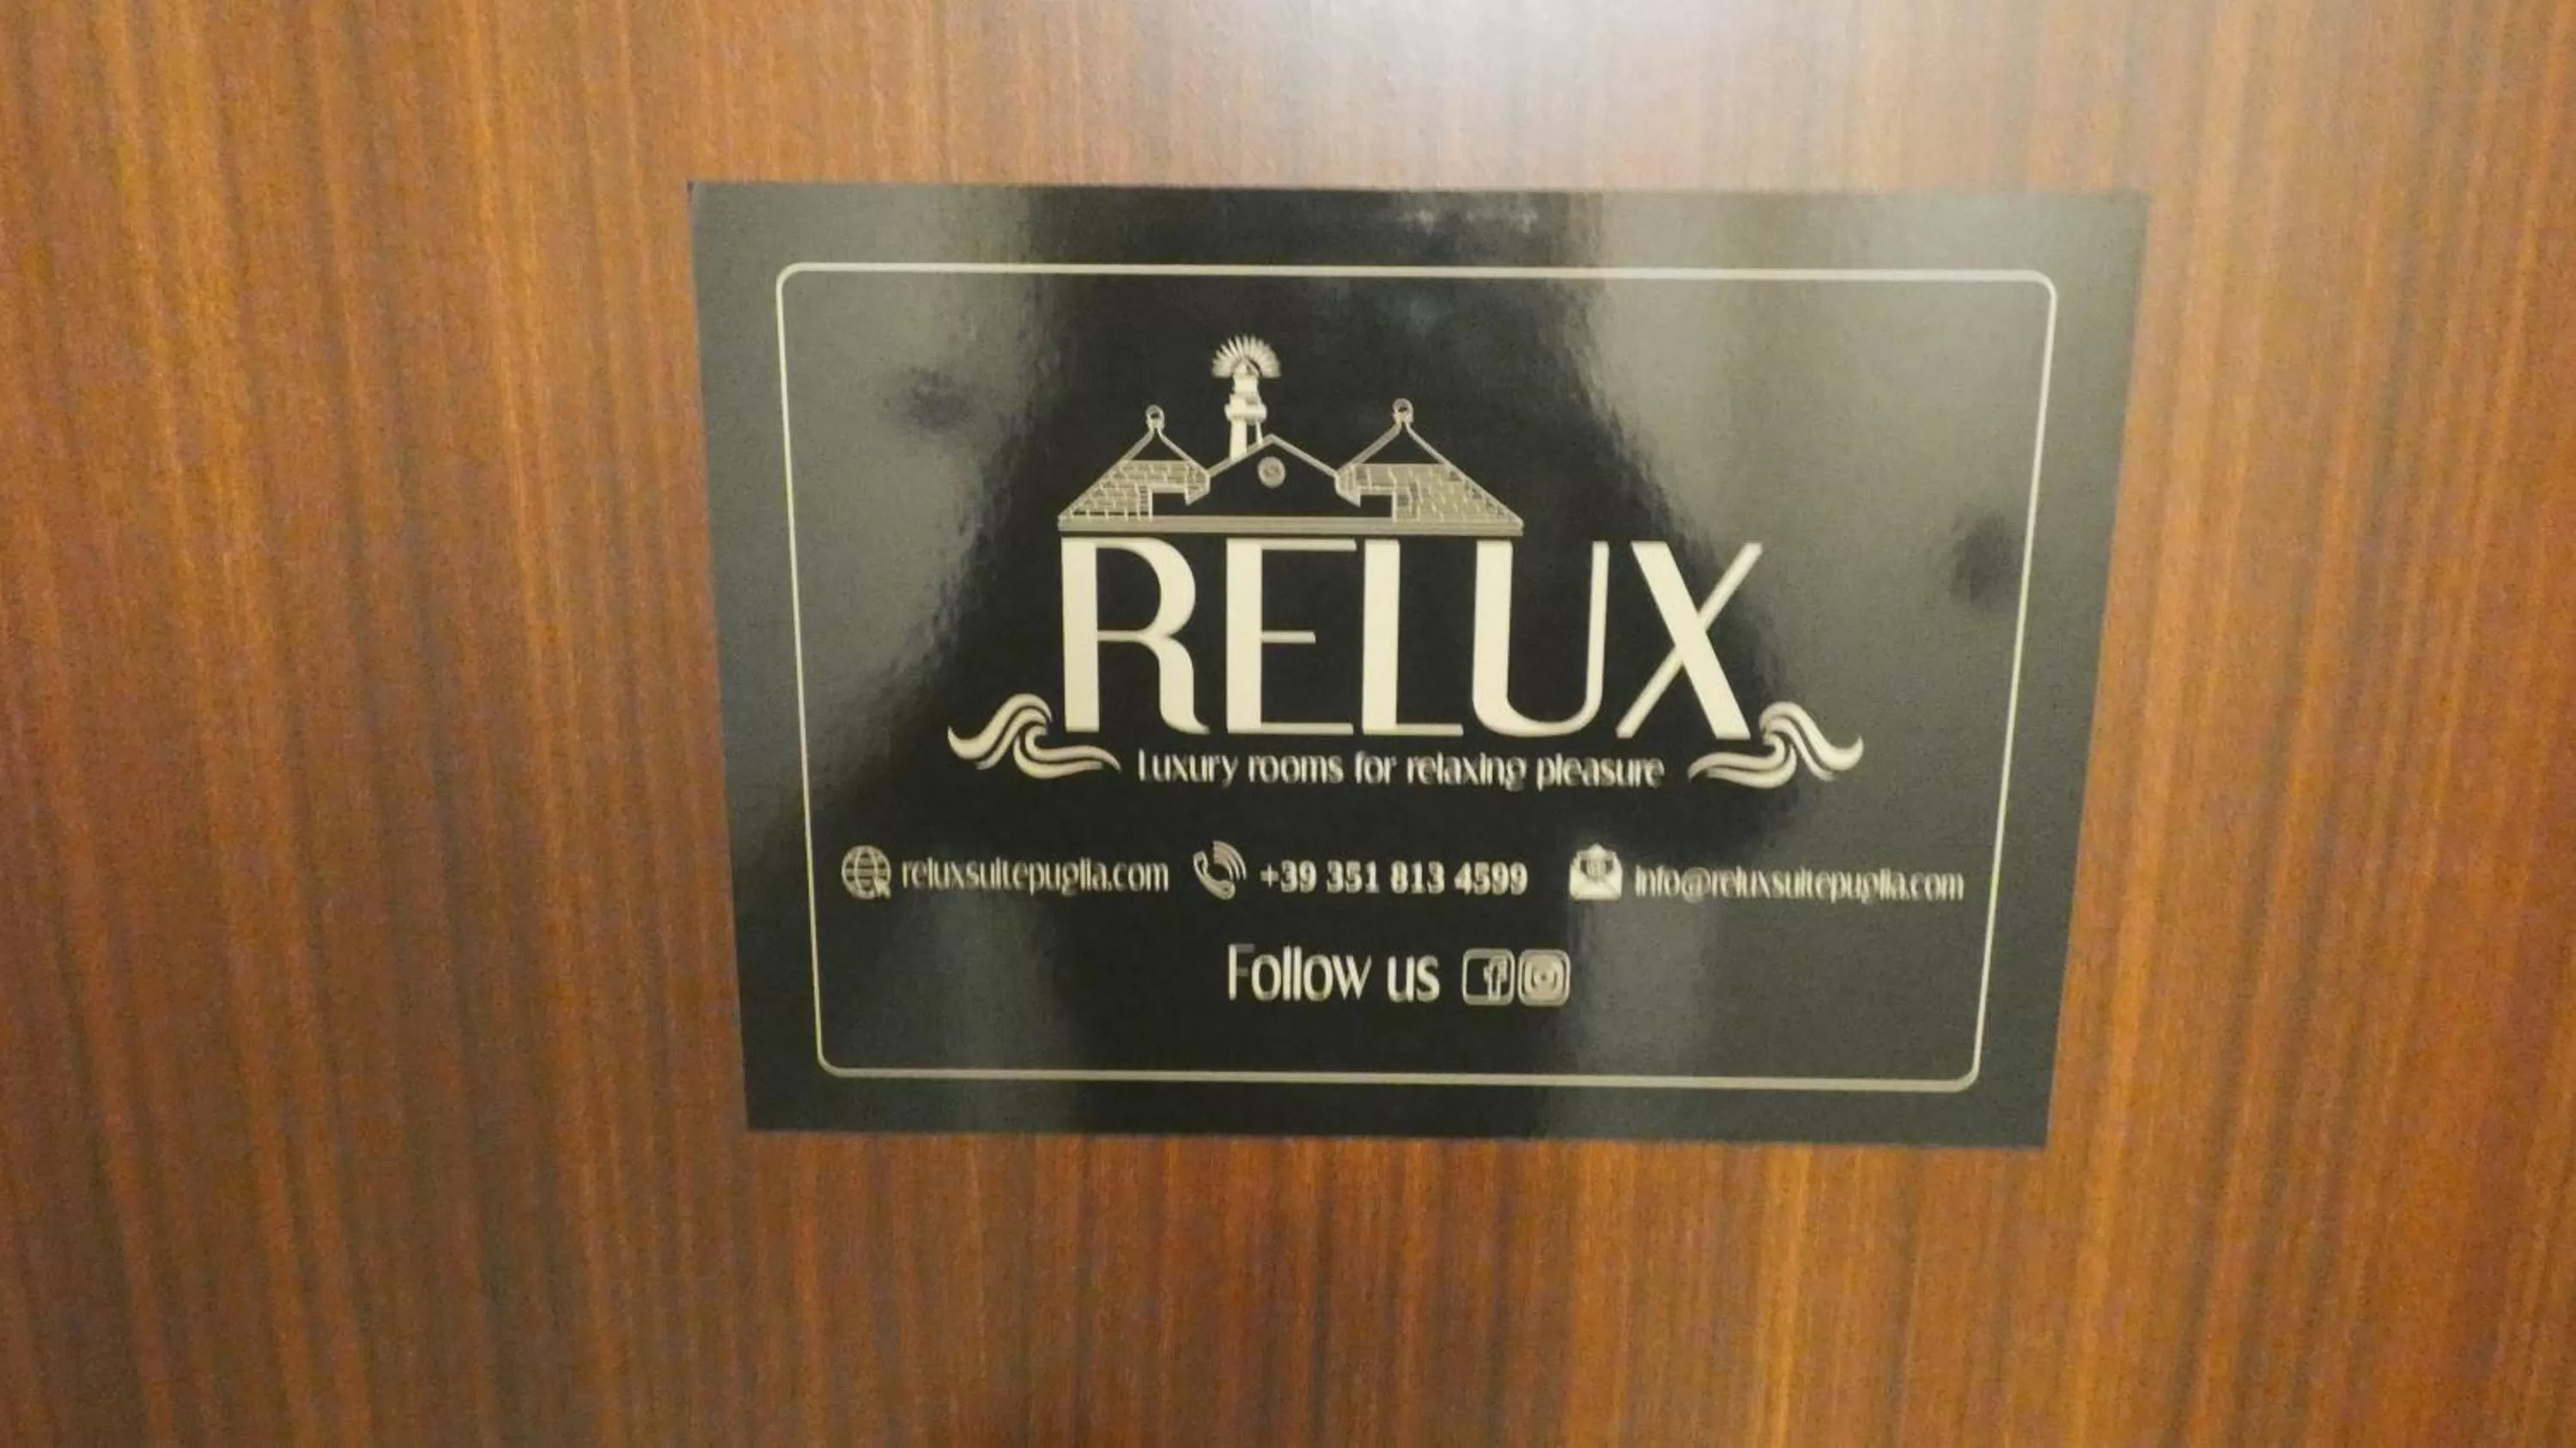 RELUX
Luxury rooms for relaxing pleasure
reluxsuitepuglia.com +39 351 813 4599 info@reluxsuitepuglia.com
Follow us